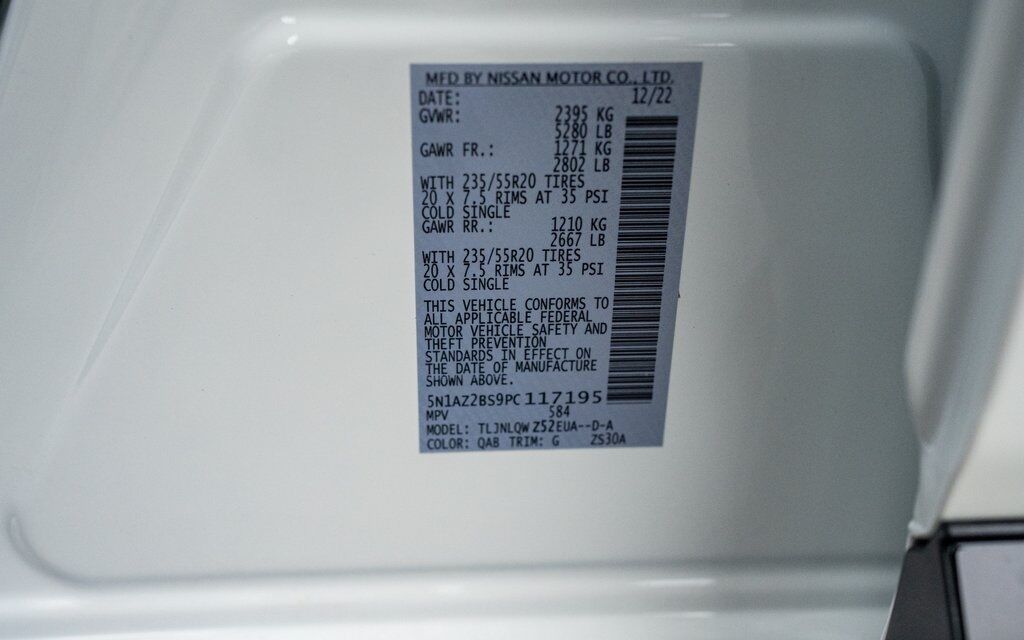 MFD BY NISSAN MOTOR CO., LTD.
DATE: 12/22
GVWR: 2395 KG
5280 LB
GAWR FR.: 1271 KG
2802 LB
WITH 235/55R20 TIRES
20 X 7.5 RIMS AT 35 PSI
COLD SINGLE
GAWR RR.: 1210 KG
2667 LB
WITH 235/55R20 TIRES
20 X 7.5 RIMS AT 35 PSI
COLD SINGLE
THIS VEHICLE CONFORMS TO
ALL APPLICABLE FEDERAL
MOTOR VEHICLE SAFETY AND
THEFT PREVENTION
STANDARDS IN EFFECT ON
THE DATE OF MANUFACTURE
SHOWN ABOVE.
5N1AZ2BS9PC117195
MPV 584
MODEL: TLJNLQWZ52EUA--D-A
COLOR: QAB TRIM: G ZS30A